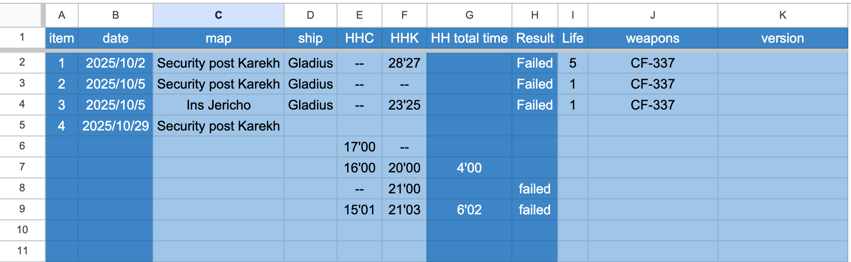 A B C D E F G H I J K
1 item date map ship HHC HHK HH total time Result Life weapons version
2 1 2025/10/2 Security post Karekh Gladius -- 28'27 Failed 5 CF-337
3 2 2025/10/5 Security post Karekh Gladius -- -- Failed 1 CF-337
4 3 2025/10/5 Ins Jericho Gladius -- 23'25 Failed 1 CF-337
5 4 2025/10/29 Security post Karekh
6 17'00 --
7 16'00 20'00 4'00
8 -- 21'00 failed
9 15'01 21'03 6'02 failed
10
11